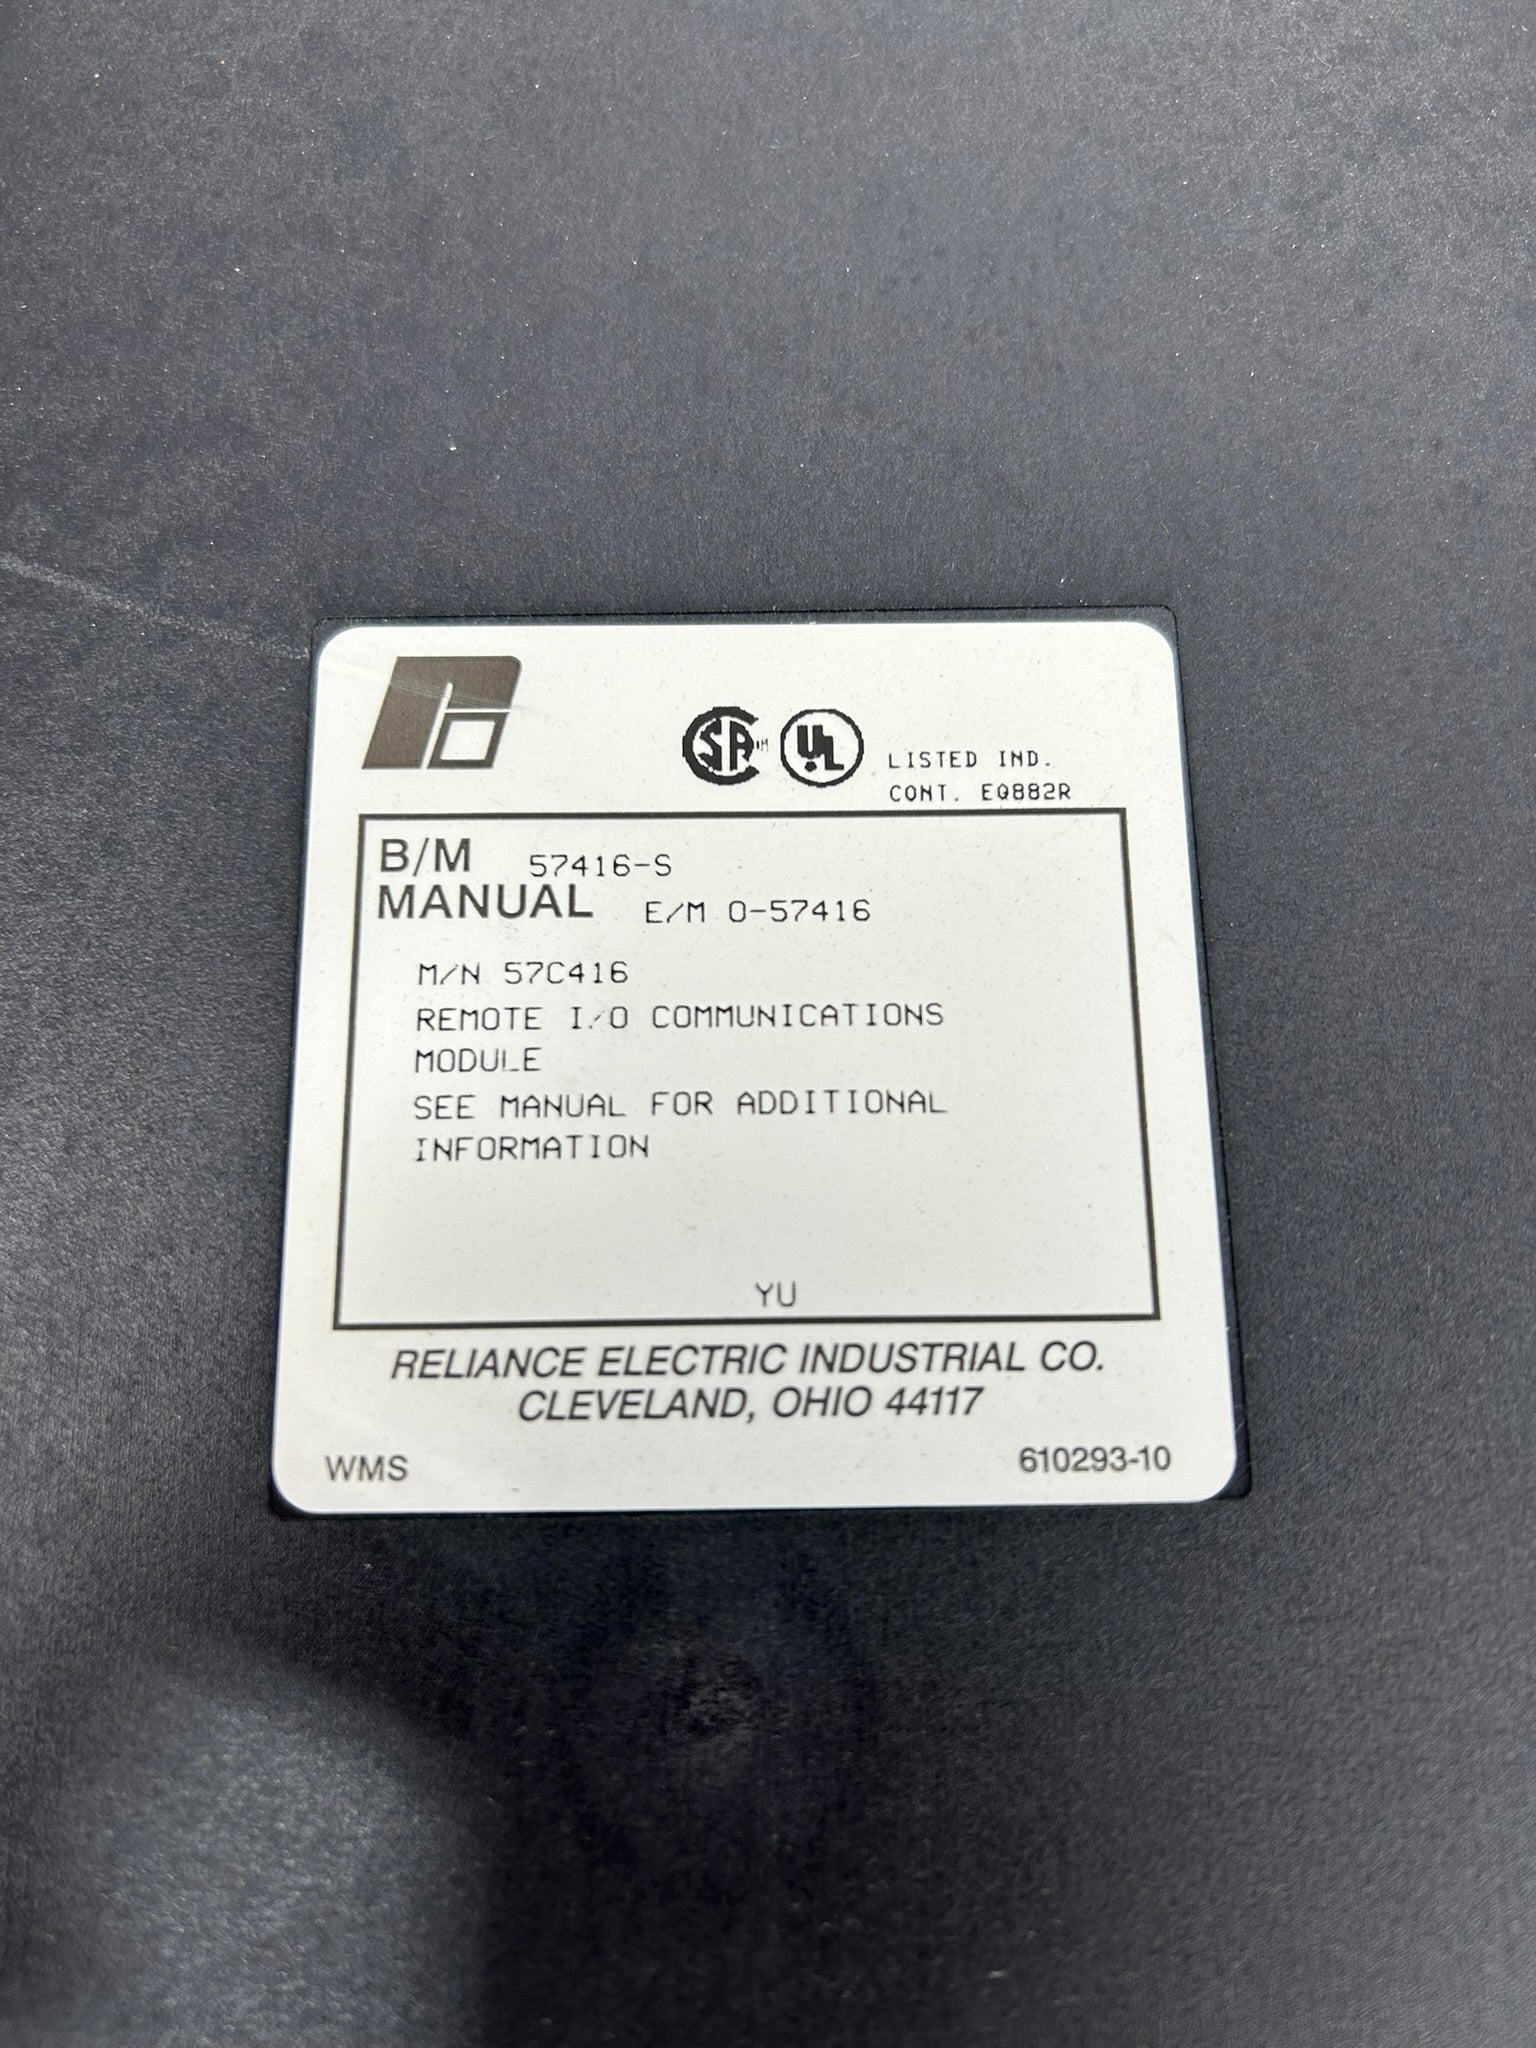 LISTED IND.
CONT. EQ882R
B/M 57416-S
MANUAL E/M O-57416
M/N 57C416
REMOTE I/O COMMUNICATIONS
MODULE
SEE MANUAL FOR ADDITIONAL
INFORMATION
YU
RELIANCE ELECTRIC INDUSTRIAL CO.
CLEVELAND, OHIO 44117
WMS 610293-10